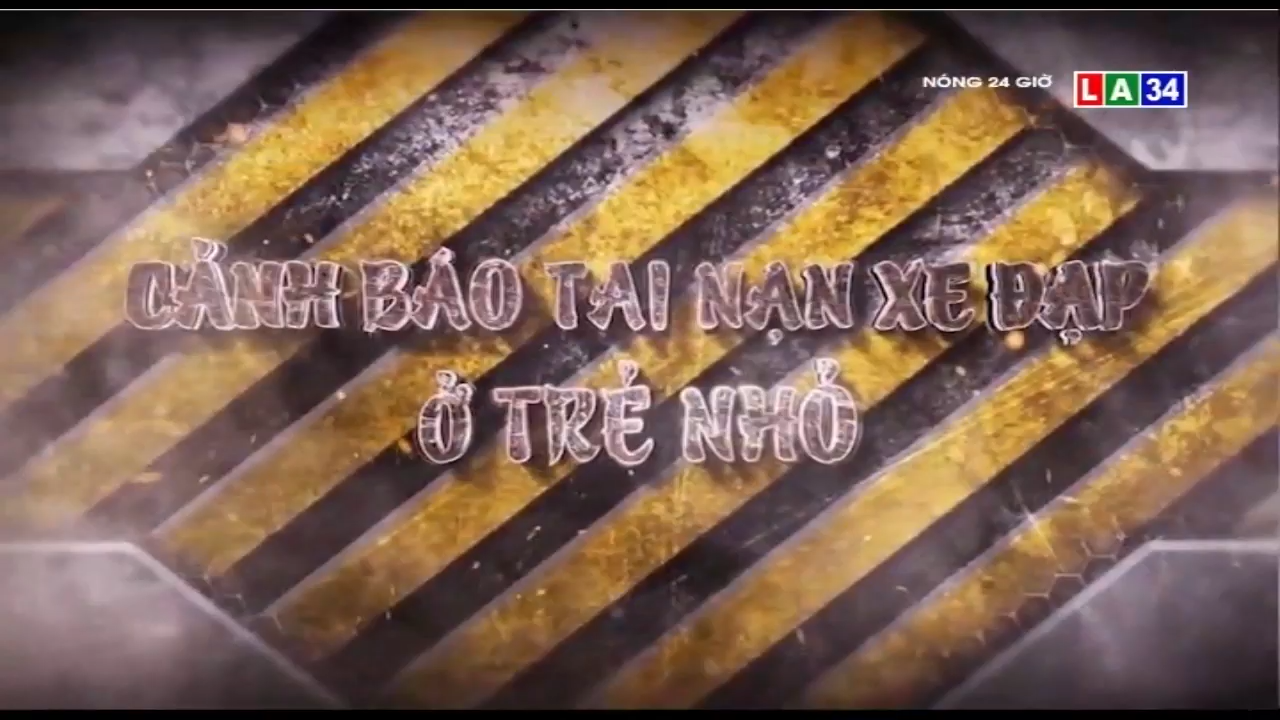 NÓNG 24 GIỜ LA34
CẢNH BÁO TAI NẠN XE ĐẠP
Ở TRẺ NHỎ